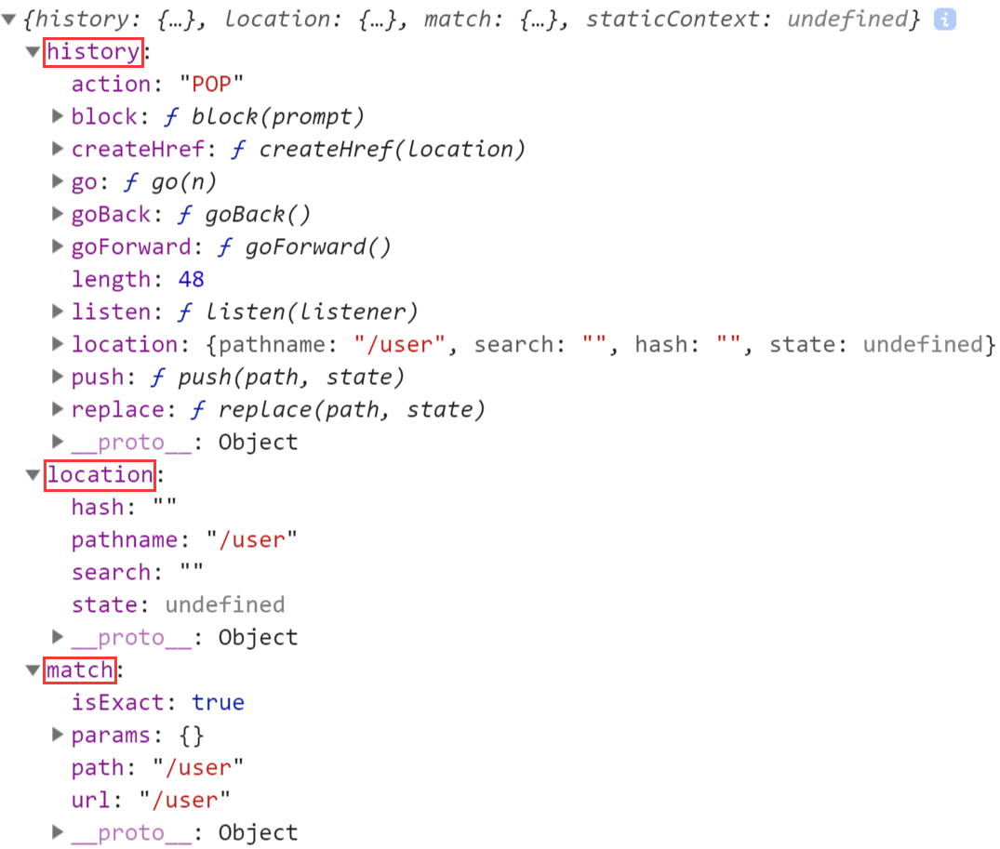 {history: {…}, location: {…}, match: {…}, staticContext: undefined} i
history:
action: "POP"
block: ƒ block(prompt)
createHref: ƒ createHref(location)
go: ƒ go(n)
goBack: ƒ goBack()
goForward: ƒ goForward()
length: 48
listen: ƒ listen(listener)
location: {pathname: "/user", search: "", hash: "", state: undefined}
push: ƒ push(path, state)
replace: ƒ replace(path, state)
__proto__: Object
location:
hash: ""
pathname: "/user"
search: ""
state: undefined
__proto__: Object
match:
isExact: true
params: {}
path: "/user"
url: "/user"
__proto__: Object